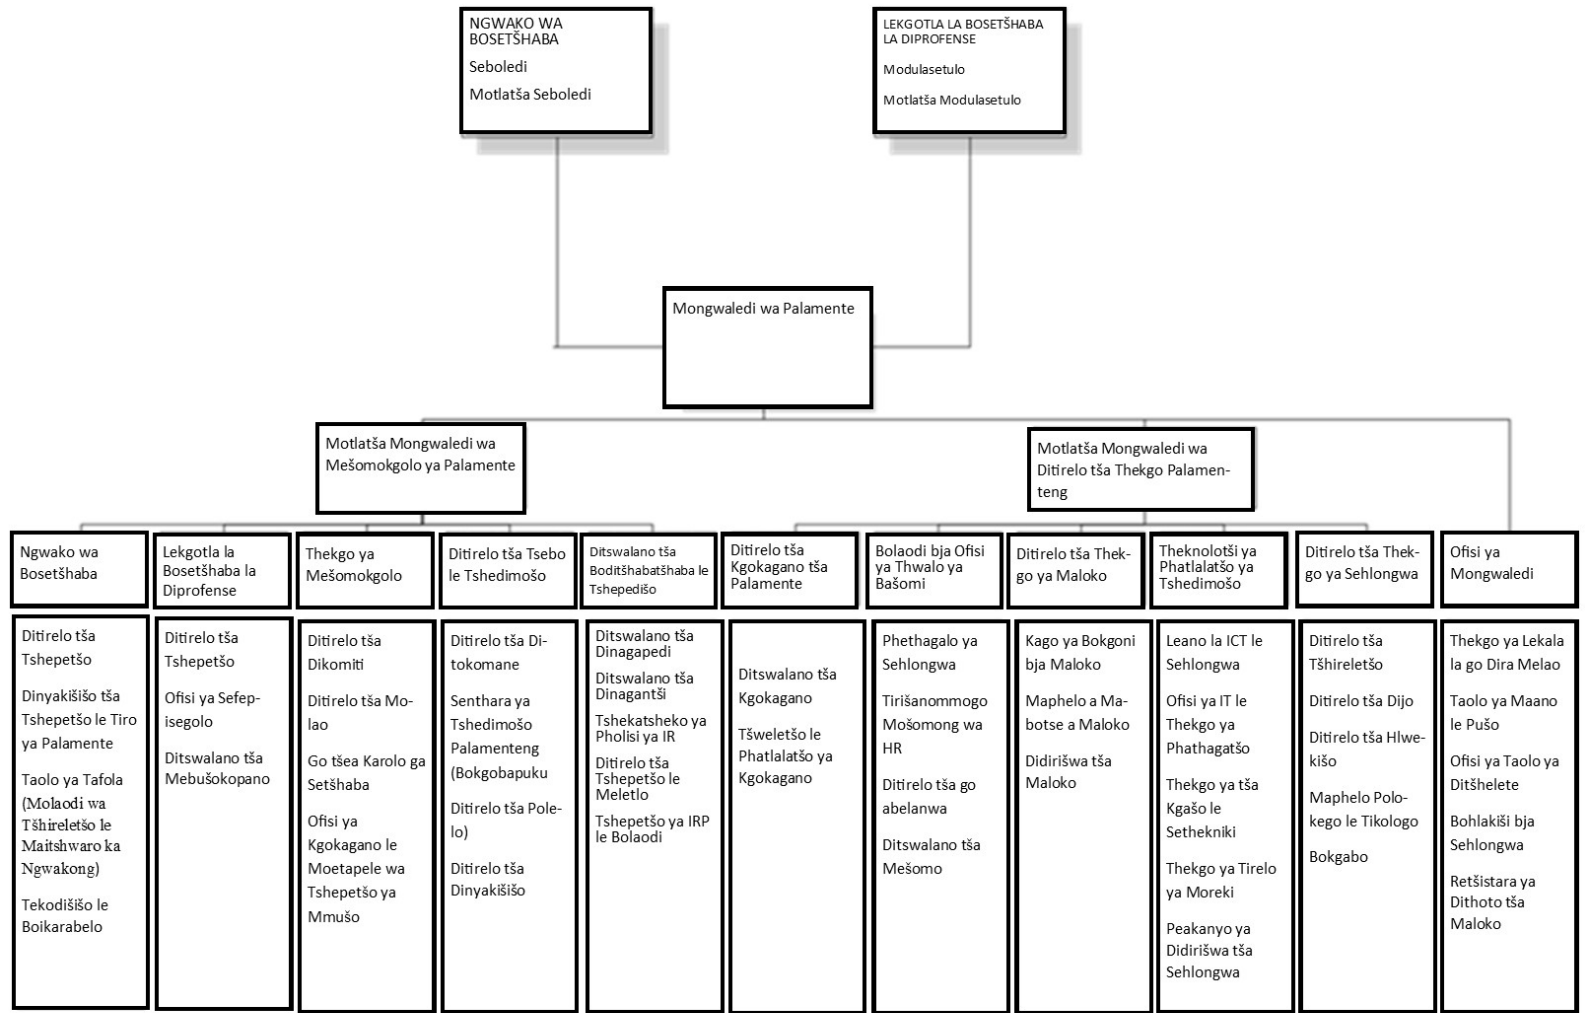 NGWAKO WA
BOSETŠHABA
Seboledi
Motlatša Seboledi
LEKGOTLA LA BOSETŠHABA
LA DIPROFENSE
Modulasetulo
Motlatša Modulasetulo
Mongwaledi wa Palamente
Motlatša Mongwaledi wa
Mešomokgolo ya Palamente
Motlatša Mongwaledi wa
Ditirelo tša Thekgo Palamen-
teng
Ngwako wa
Bosetšhaba
Lekgotla la
Bosetšhaba la
Diprofense
Thekgo ya
Mešomokgolo
Ditirelo tša Tsebo
le Tshedimošo
Ditswalano tša
Boditšhabatšhaba le
Tshepedišo
Ditirelo tša
Kgokagano tša
Palamente
Bolaodi bja Ofisi
ya Thwalo ya
Bašomi
Ditirelo tša Thek-
go ya Maloko
Theknolotši ya
Phatlalatšo ya
Tshedimošo
Ditirelo tša Thek-
go ya Sehlongwa
Ofisi ya
Mongwaledi
Ditirelo tša
Tshepetšo
Dinyakišišo tša
Tshepetšo le Tiro
ya Palamente
Taolo ya Tafola
(Molaodi wa
Tšhireletšo le
Maitshwaro ka
Ngwakong)
Tekodišišo le
Boikarabelo
Ditirelo tša
Tshepetšo
Ofisi ya Sefep-
isegolo
Ditswalano tša
Mebušokopano
Ditirelo tša
Dikomiti
Ditirelo tša Mo-
lao
Go tšea Karolo ga
Setšhaba
Ofisi ya
Kgokagano le
Moetapele wa
Tshepetšo ya
Mmušo
Ditirelo tša Di-
tokomane
Senthara ya
Tshedimošo
Palamenteng
(Bokgobapuku
Ditirelo tša Pole-
lo)
Ditirelo tša
Dinyakišišo
Ditswalano tša
Dinagapedi
Ditswalano tša
Dinagantši
Tshekatsheko ya
Pholisi ya IR
Ditirelo tša
Tshepetšo le
Meletlo
Tshepetšo ya IRP
le Bolaodi
Ditswalano tša
Kgokagano
Tšweletšo le
Phatlalatšo ya
Kgokagano
Phethagalo ya
Sehlongwa
Tirišanommogo
Mošomong wa
HR
Ditirelo tša go
abelanwa
Ditswalano tša
Mešomo
Kago ya Bokgoni
bja Maloko
Maphelo a Ma-
botse a Maloko
Didirišwa tša
Maloko
Leano la ICT le
Sehlongwa
Ofisi ya IT le
Thekgo ya
Phathagatšo
Thekgo ya tša
Kgašo le
Sethekniki
Thekgo ya Tirelo
ya Moreki
Peakanyo ya
Didirišwa tša
Sehlongwa
Ditirelo tša
Tšhireletšo
Ditirelo tša Dijo
Ditirelo tša Hlwe-
kišo
Maphelo Polo-
kego le Tikologo
Bokgabo
Thekgo ya Lekala
la go Dira Melao
Taolo ya Maano
le Pušo
Ofisi ya Taolo ya
Ditšhelete
Bohlakiši bja
Sehlongwa
Retšistara ya
Dithoto tša
Maloko